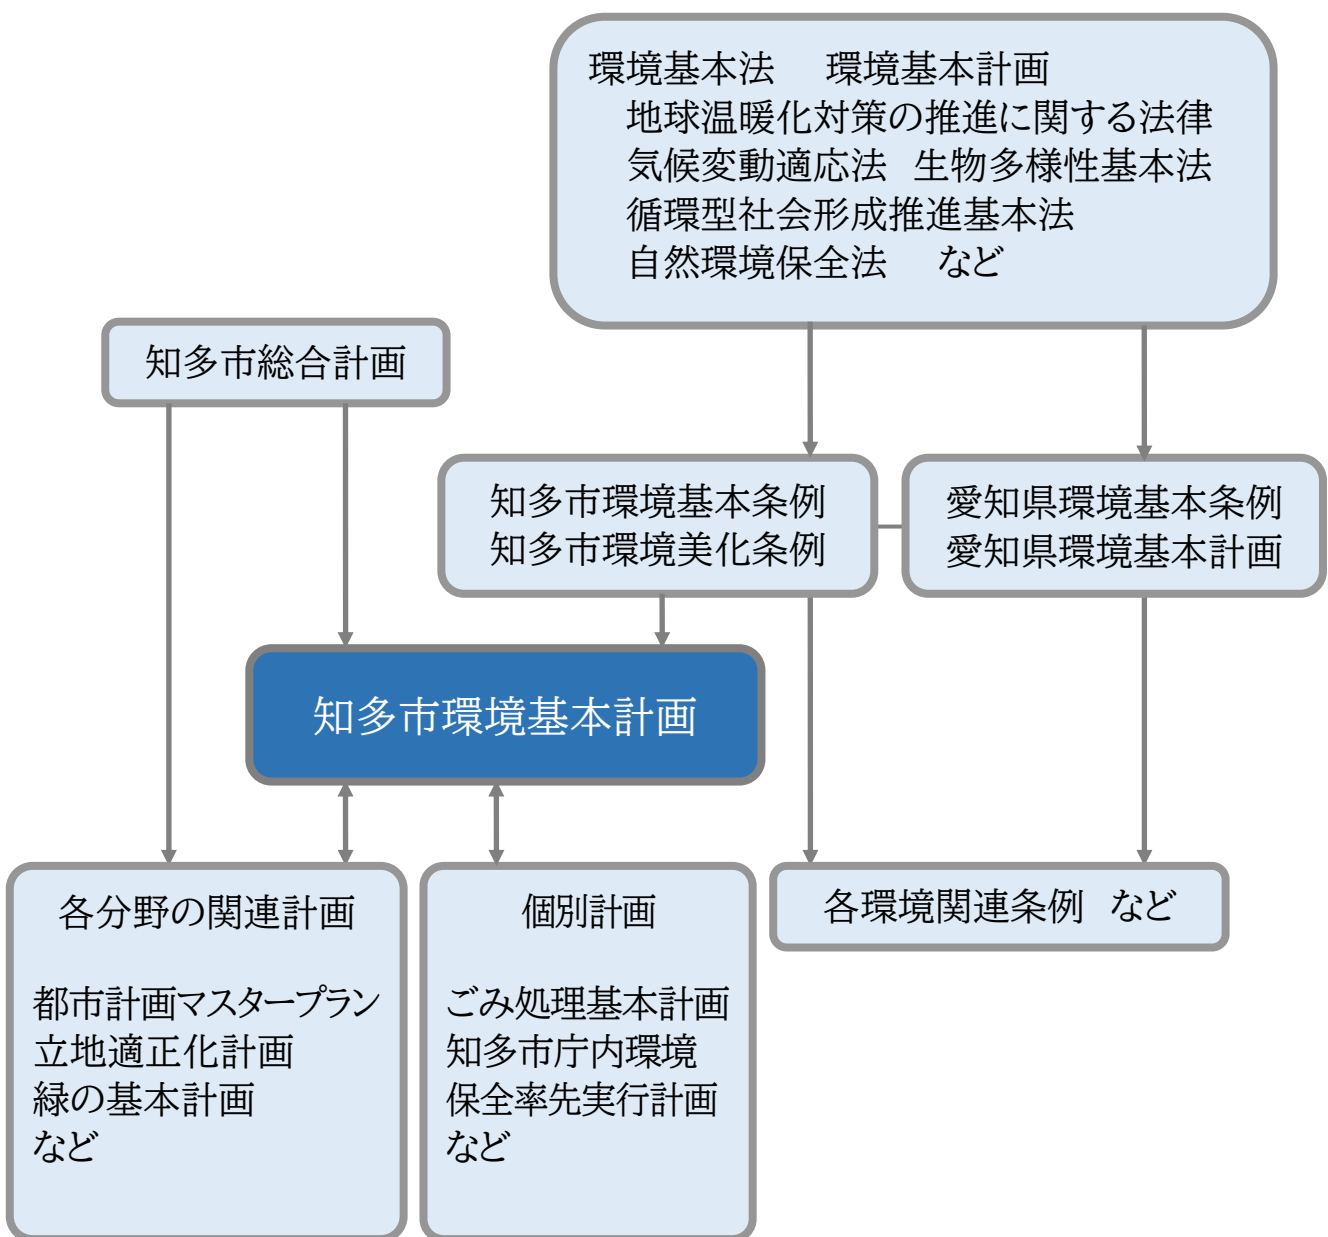 環境基本法　環境基本計画
地球温暖化対策の推進に関する法律
気候変動適応法　生物多様性基本法
循環型社会形成推進基本法
自然環境保全法　など
知多市総合計画
知多市環境基本条例
知多市環境美化条例
愛知県環境基本条例
愛知県環境基本計画
知多市環境基本計画
各分野の関連計画
都市計画マスタープラン
立地適正化計画
緑の基本計画
など
個別計画
ごみ処理基本計画
知多市庁内環境
保全率先実行計画
など
各環境関連条例　など